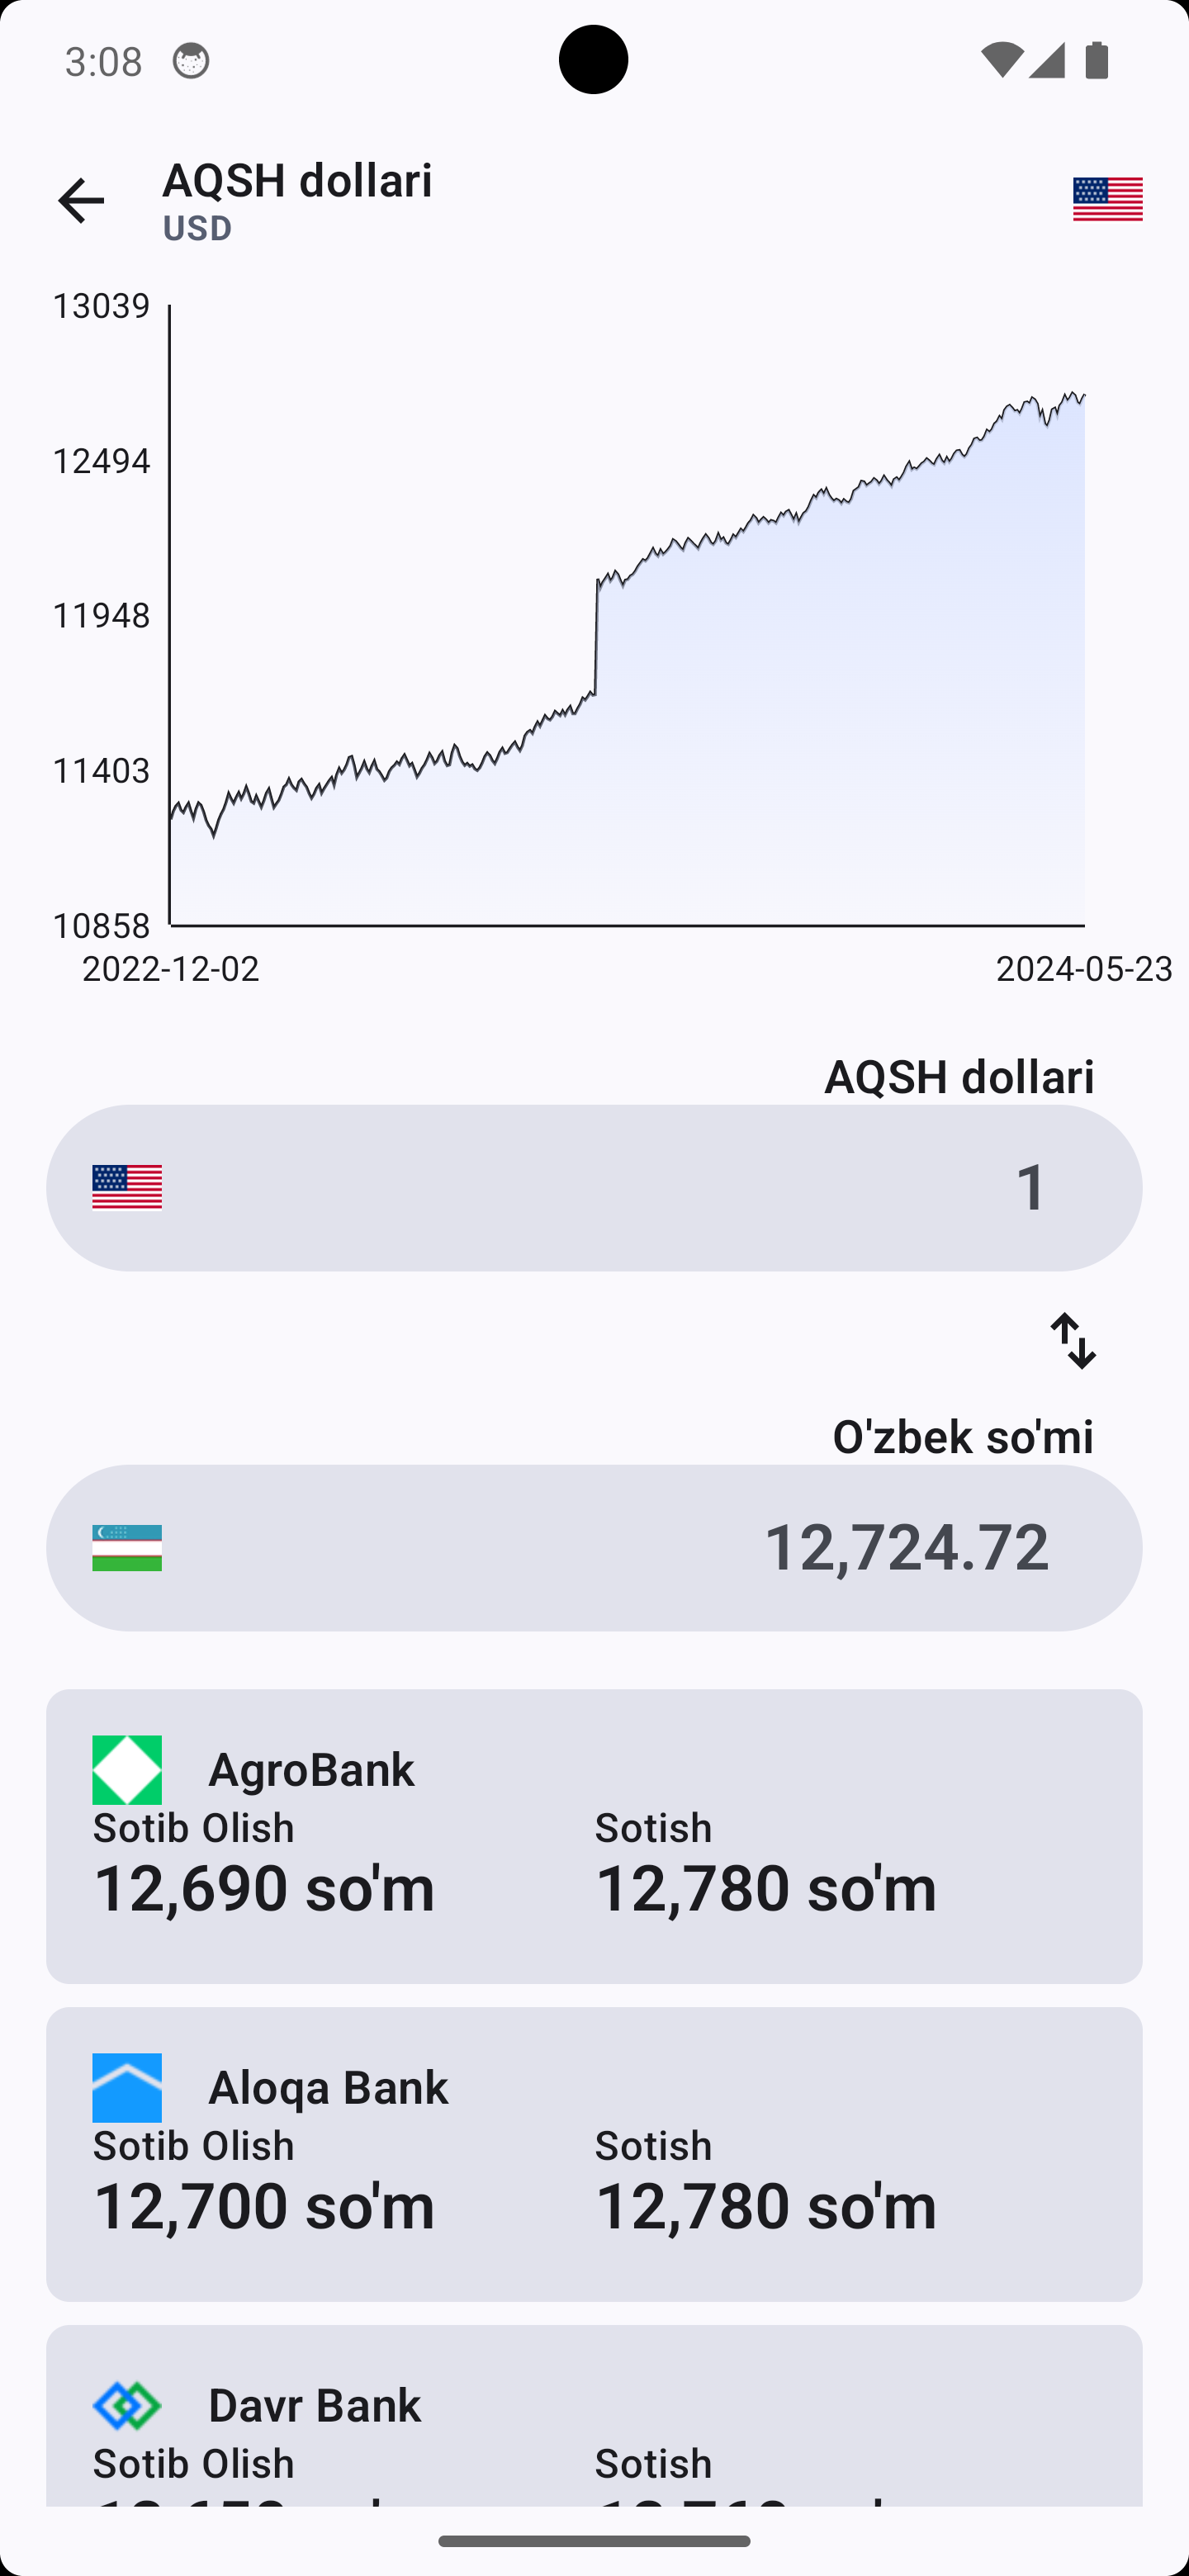 3:08
AQSH dollari
USD
13039
12494
11948
11403
10858
2022-12-02 2024-05-23
AQSH dollari
1
O'zbek so'mi
12,724.72
AgroBank
Sotib Olish Sotish
12,690 so'm 12,780 so'm
Aloqa Bank
Sotib Olish Sotish
12,700 so'm 12,780 so'm
Davr Bank
Sotib Olish Sotish